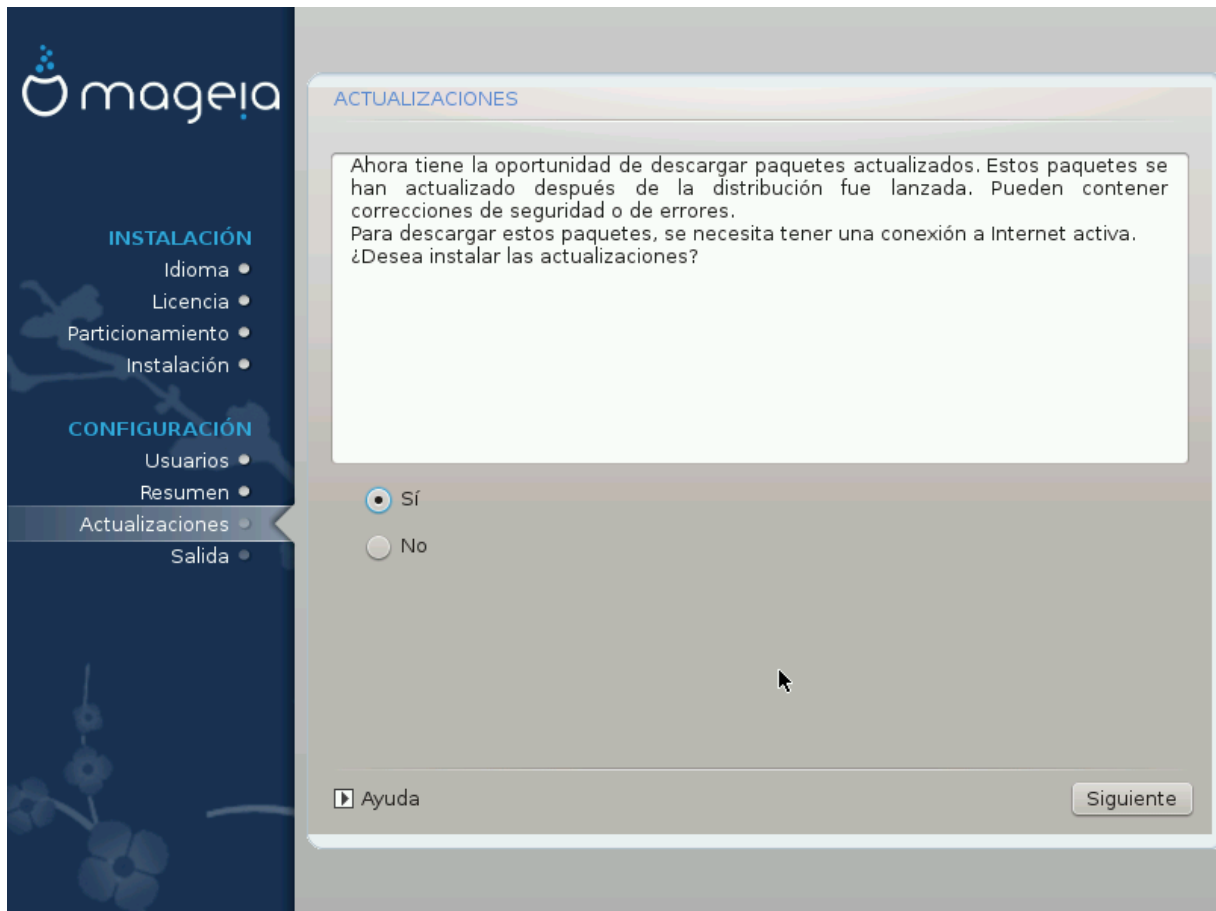 mageia
INSTALACIÓN
Idioma
Licencia
Particionamiento
Instalación
CONFIGURACIÓN
Usuarios
Resumen
Actualizaciones
Salida
ACTUALIZACIONES
Ahora tiene la oportunidad de descargar paquetes actualizados. Estos paquetes se
han actualizado después de la distribución fue lanzada. Pueden contener
correcciones de seguridad o de errores.
Para descargar estos paquetes, se necesita tener una conexión a Internet activa.
¿Desea instalar las actualizaciones?
Sí
No
Ayuda
Siguiente